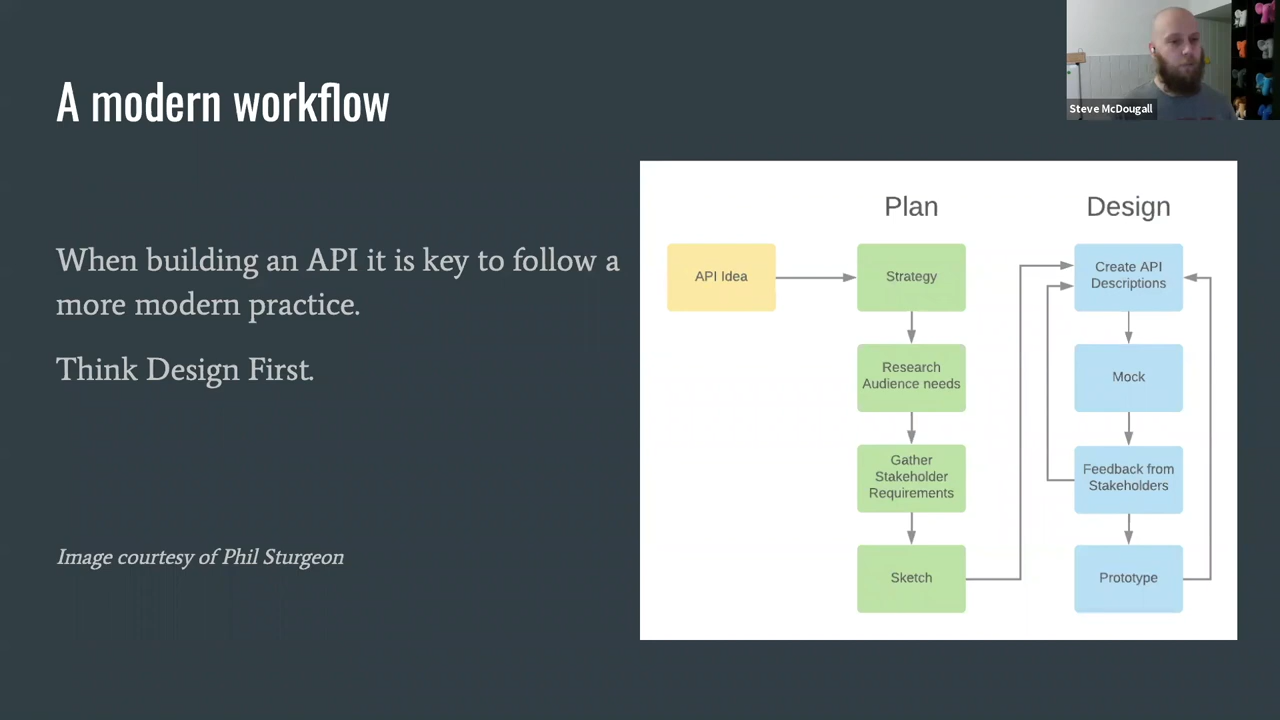 A modern workflow
Steve McDougall
When building an API it is key to follow a
more modern practice.
Think Design First.
Image courtesy of Phil Sturgeon
Plan
Design
API Idea
Strategy
Research
Audience needs
Gather
Stakeholder
Requirements
Sketch
Create API
Descriptions
Mock
Feedback from
Stakeholders
Prototype